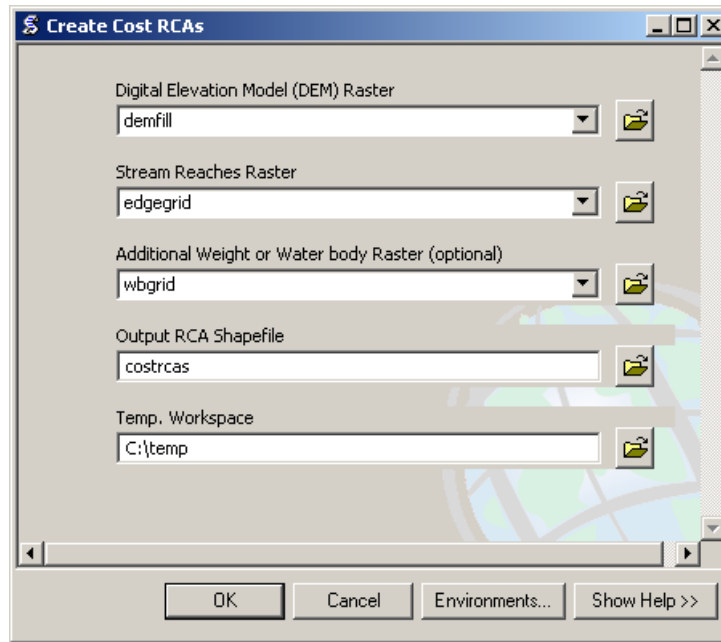 Create Cost RCAs
Digital Elevation Model (DEM) Raster
demfill
Stream Reaches Raster
edgegrid
Additional Weight or Water body Raster (optional)
wbgrid
Output RCA Shapefile
costrcas
Temp. Workspace
C:\temp
OK
Cancel
Environments...
Show Help >>